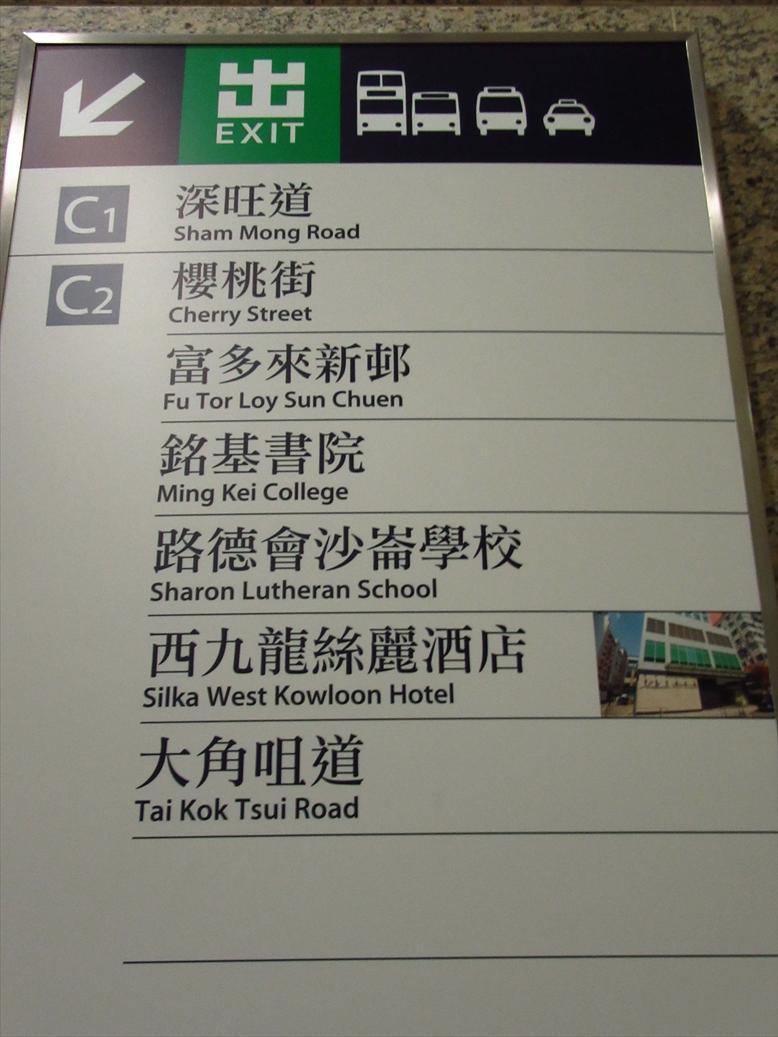 出
EXIT
C1
深旺道
Sham Mong Road
C2
櫻桃街
Cherry Street
富多來新邨
Fu Tor Loy Sun Chuen
銘基書院
Ming Kei College
路德會沙崙學校
Sharon Lutheran School
西九龍絲麗酒店
Silka West Kowloon Hotel
大角咀道
Tai Kok Tsui Road